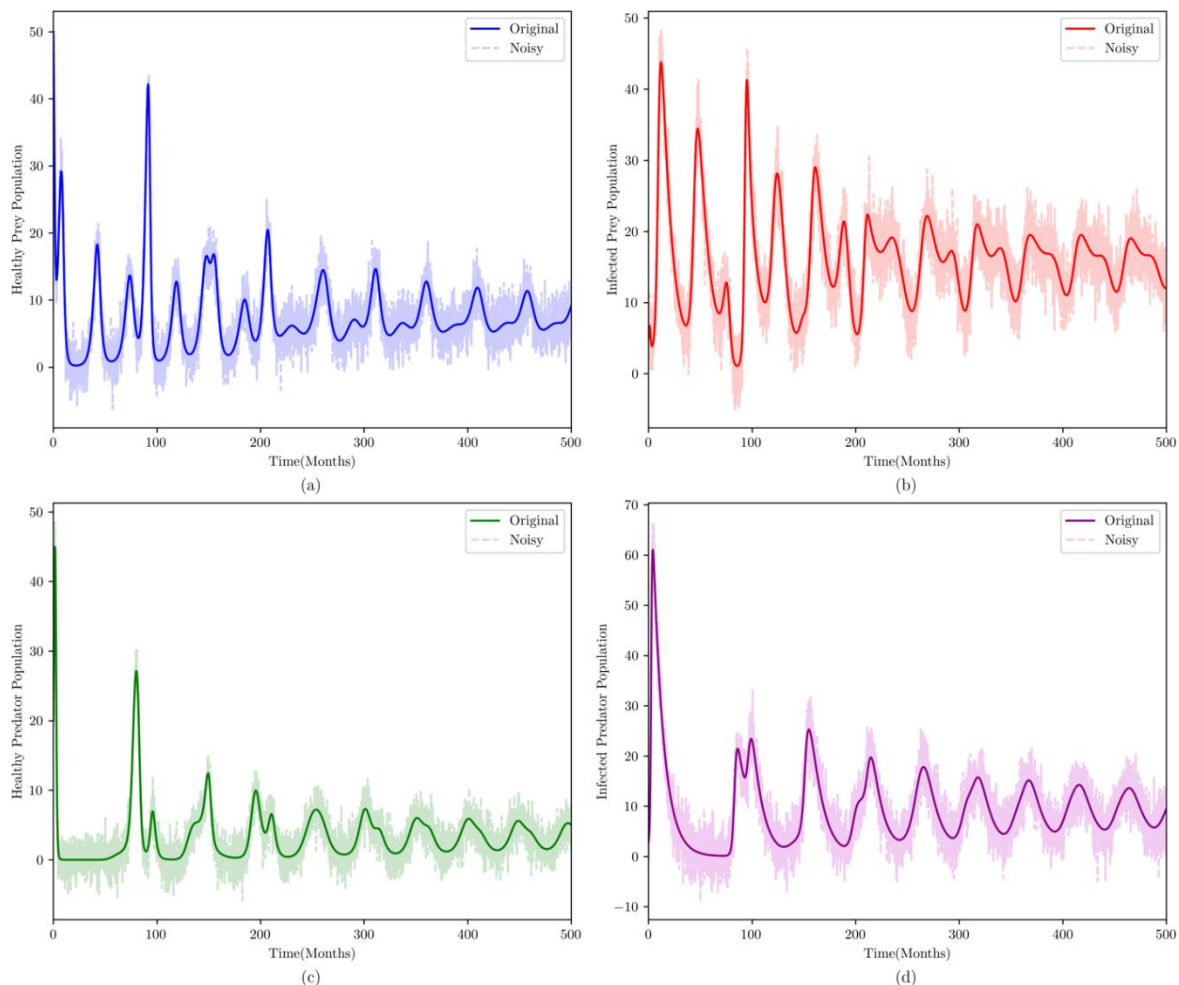 50
40
30
20
10
0
Healthy Prey Population
Original
Noisy
0 100 200 300 400 500
Time(Months)
(a)
50
40
30
20
10
0
Infected Prey Population
Original
Noisy
0 100 200 300 400 500
Time(Months)
(b)
50
40
30
20
10
0
Healthy Predator Population
Original
Noisy
0 100 200 300 400 500
Time(Months)
(c)
70
60
50
40
30
20
10
0
−10
Infected Predator Population
Original
Noisy
0 100 200 300 400 500
Time(Months)
(d)